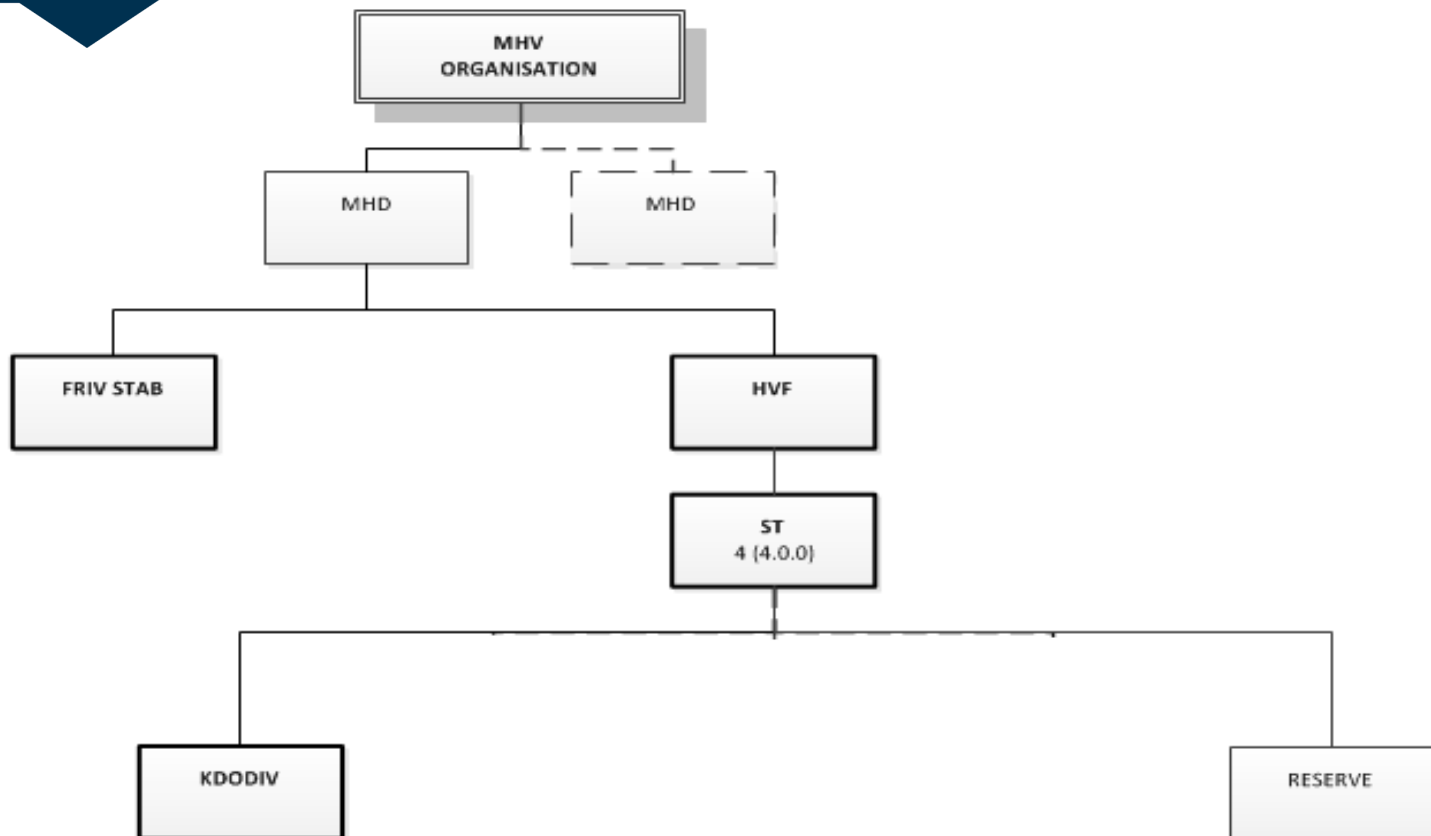 MHV
ORGANISATION
MHD
MHD
FRIV STAB
HVF
ST
4 (4.0.0)
KDODIV
RESERVE